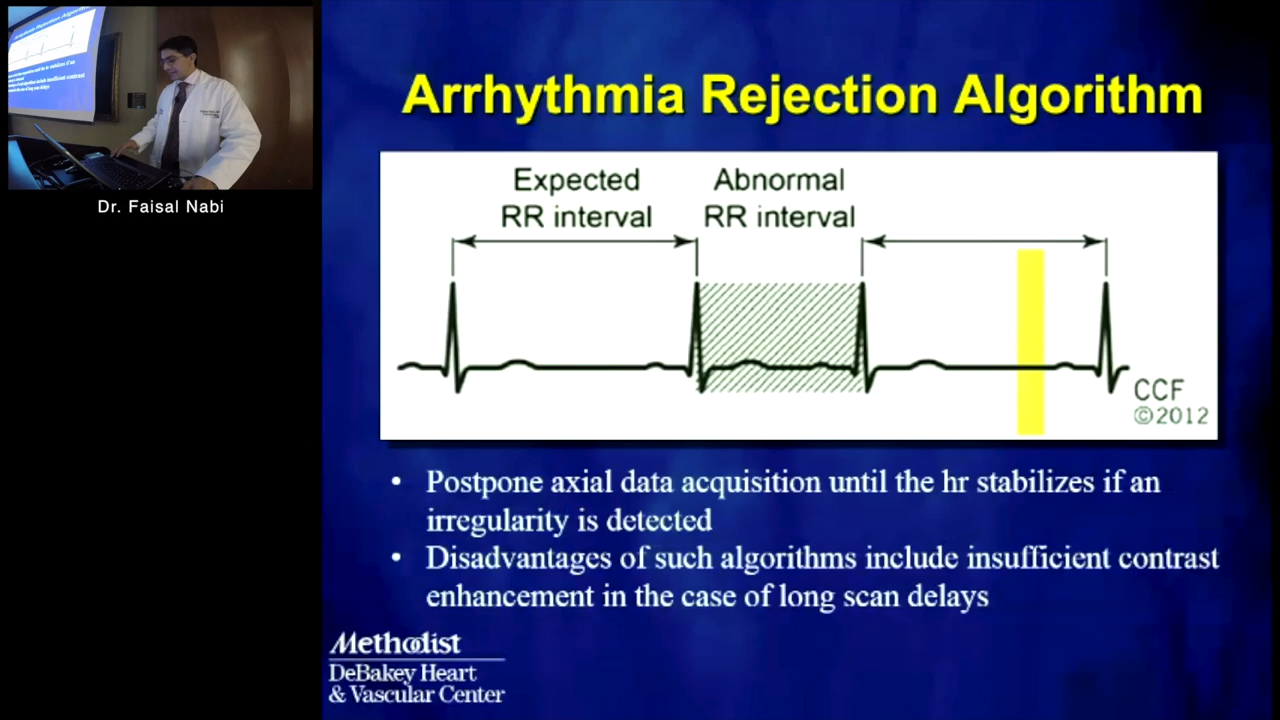 Arrhythmia Rejection Algorithm
Expected
RR interval
Abnormal
RR interval
CCF
©2012
• Postpone axial data acquisition until the hr stabilizes if an
irregularity is detected
• Disadvantages of such algorithms include insufficient contrast
enhancement in the case of long scan delays
Methodist
DeBakey Heart
& Vascular Center
Dr. Faisal Nabi